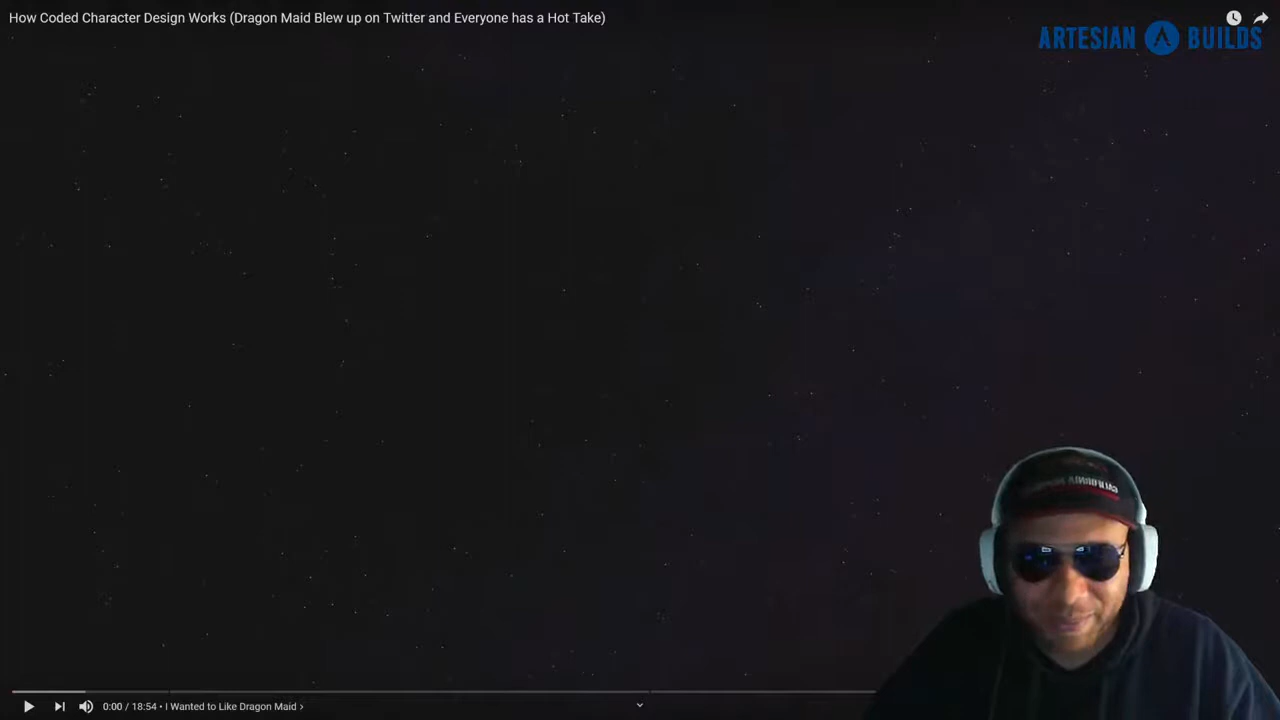 How Coded Character Design Works (Dragon Maid Blew up on Twitter and Everyone has a Hot Take)
ARTESIAN BUILDS
CALIFORNIA
0:00 / 18:54 • I Wanted to Like Dragon Maid ›